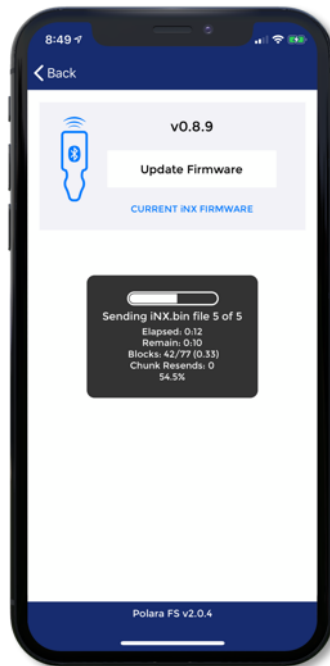 8:49
Back
v0.8.9
Update Firmware
CURRENT iNX FIRMWARE
Sending iNX.bin file 5 of 5
Elapsed: 0:12
Remain: 0:10
Blocks: 42/77 (0.33)
Chunk Resends: 0
54.5%
Polara FS v2.0.4